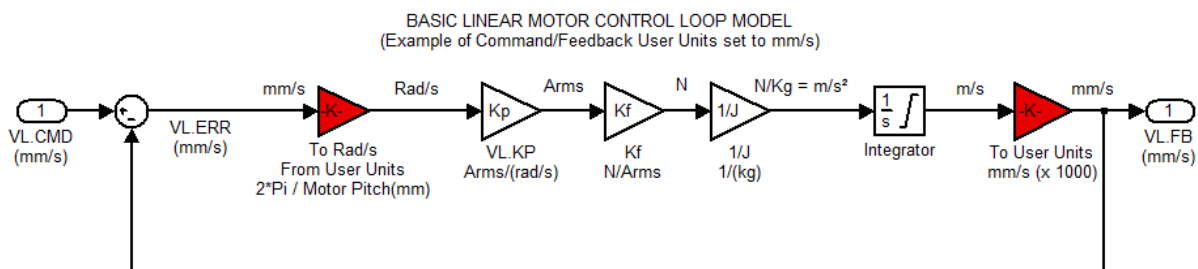 BASIC LINEAR MOTOR CONTROL LOOP MODEL
(Example of Command/Feedback User Units set to mm/s)
mm/s
Rad/s
Arms
N
N/Kg = m/s²
m/s
mm/s
1
-K-
Kp
Kf
1/J
1
s
-K-
1
VL.CMD
(mm/s)
VL.ERR
(mm/s)
To Rad/s
From User Units
2*Pi / Motor Pitch(mm)
VL.KP
Arms/(rad/s)
Kf
N/Arms
1/J
1/(kg)
Integrator
To User Units
mm/s (x 1000)
VL.FB
(mm/s)